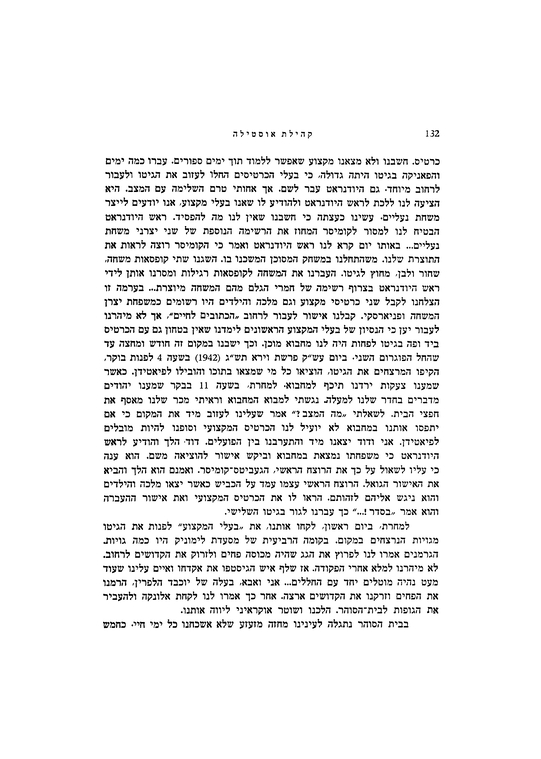 132
קהילת אוסטילה
כרטיס. חשבנו ולא מצאנו מקצוע שאפשר ללמוד תוך ימים ספורים. עברו כמה ימים
והפאניקה בגיטו היתה גדולה, כי בעלי הכרטיסים החלו לעזוב את הגיטו ולעבור
לרחוב מיוחד. גם היודנראט עבר לשם. אך אחותי טרם השלימה עם המצב. היא
הציעה לנו ללכת לראש היודנראט ולהודיע לו שאנו בעלי מקצוע, אנו יודעים לייצר
משחת נעליים. עשינו כעצתה כי חשבנו שאין לנו מה להפסיד. ראש היודנראט
הבטיח לנו למסור לקומיסר המחוז את הרשימה הנוספת של שני יצרני משחת
נעליים... באותו יום קרא לנו ראש היודנראט ואמר כי הקומיסר רוצה לראות את
התוצרת שלנו. משהתחלנו במשחק המסוכן המשכנו בו. השגנו שתי קופסאות משחה,
שחור ולבן, מחוץ לגיטו. העברנו את המשחה לקופסאות רגילות ומסרנו אותן לידי
ראש היודנראט בצרוף רשימה של חמרי הגלם מהם המשחה מיוצרת... בערמה זו
הצלחנו לקבל שני כרטיסי מקצוע וגם מלכה והילדים היו רשומים כמשפחת יצרן
המשחה ופניארסקי. קבלנו אישור לעבור לרחוב „הכתובים לחיים", אך לא מיהרנו
לעבור יען כי הנסיון של בעלי המקצוע הראשונים לימדנו שאין בטחון גם עם הכרטיס
ביד ופה בגיטו לפחות היה לנו מחבוא מוכן. וכך ישבנו במקום זה חודש ומחצה עד
שהחל הפוגרום השני. ביום עש״ק פרשת וירא תש״ג (1942) בשעה 4 לפנות בוקר,
הקיפו המרצחים את הגיטו, הוציאו כל מי שמצאו בתוכו והובילו לפיאטידן. כאשר
שמענו צעקות ירדנו תיכף למחבוא. למחרת, בשעה 11 בבקר שמענו יהודים
מדברים בחדר שלנו למעלה. נגשתי למבוא המחבוא וראיתי מכר שלנו מאסף את
חפצי הבית. לשאלתי „מה המצב?" אמר שעלינו לעזוב מיד את המקום כי אם
יתפסו אותנו במחבוא לא יועיל לנו הכרטיס המקצועי וסופנו להיות מובלים
לפיאטידן. אני ודוד יצאנו מיד והתערבנו בין הפועלים. דוד הלך והודיע לראש
היודנראט כי משפחתו נמצאת במחבוא וביקש אישור להוציאה משם. הוא ענה
כי עליו לשאול על כך את הרוצח הראשי, הגעביטס־קומיסר. ואמנם הוא הלך והביא
את האישור הגואל. הרוצח הראשי עצמו עמד על הכביש כאשר יצאו מלכה והילדים
והוא ניגש אליהם לזהותם. הראו לו את הכרטיס המקצועי ואת אישור ההעברה
והוא אמר „בסדר !..." כך עברנו לגור בגיטו השלישי.
למחרת, ביום ראשון, לקחו אותנו, את „בעלי המקצוע" לפנות את הגיטו
מגויות הנרצחים במקום. בקומה הרביעית של מסעדת לימוניק היו כמה גויות.
הגרמנים אמרו לנו לפרוץ את הגג שהיה מכוסה פחים ולזרוק את הקדושים לרחוב.
לא מיהרנו למלא אחרי הפקודה. אז שלף איש הגיסטפו את אקדחו ואיים עלינו שעוד
מעט נהיה מוטלים יחד עם החללים... אני ואבא, בעלה של יוכבד הלפרין, הרמנו
את הפחים וזרקנו את הקדושים ארצה. אחר כך אמרו לנו לקחת אלונקה ולהעביר
את הגופות לבית־הסוהר. הלכנו ושוטר אוקראיני ליווה אותנו.
בבית הסוהר נתגלה לעינינו מחזה מזעזע שלא אשכחנו כל ימי חיי. כחמש